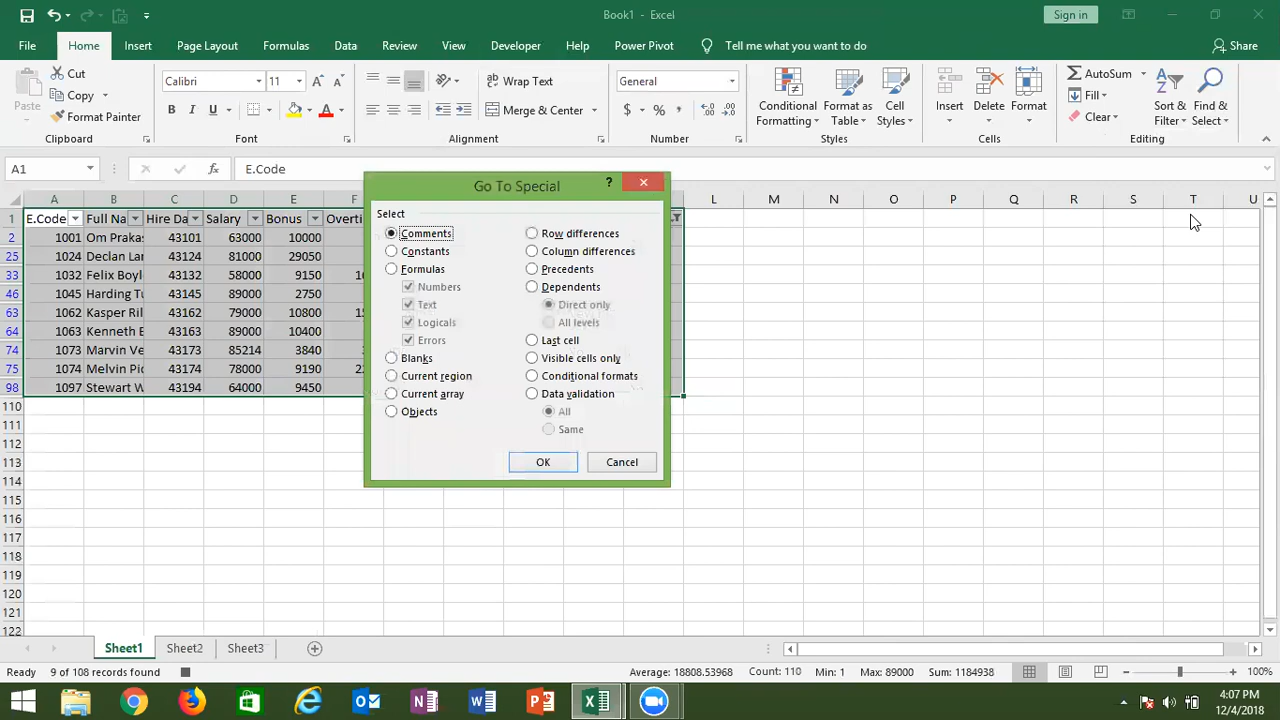 Book1 - Excel
Sign in
File Home Insert Page Layout Formulas Data Review View Developer Help Power Pivot Tell me what you want to do Share
Paste
Cut
Copy
Format Painter
Clipboard
Calibri 11
B I U
Font
Wrap Text
Merge & Center
Alignment
General
$ % ,
Number
Conditional Formatting
Format as Table
Cell Styles
Styles
Insert
Delete
Format
Cells
AutoSum
Fill
Clear
Sort & Filter
Find & Select
Editing
A1 fx E.Code
A B C D E F L M N O P Q R S T U
1 E.Code Full Na Hire Da Salary Bonus Overti
2 1001 Om Prakas 43101 63000 10000
25 1024 Declan Lar 43124 81000 29050
33 1032 Felix Boyl 43132 58000 9150
46 1045 Harding Tu 43145 89000 2750
63 1062 Kasper Ril 43162 79000 10800
64 1063 Kenneth B 43163 89000 10400
74 1073 Marvin Ve 43173 85214 3840
75 1074 Melvin Pic 43174 78000 9190
98 1097 Stewart W 43194 64000 9450
110
111
112
113
114
115
116
117
118
119
120
121
122
Go To Special
?
Select
Comments
Constants
Formulas
Numbers
Text
Logicals
Errors
Blanks
Current region
Current array
Objects
Row differences
Column differences
Precedents
Dependents
Direct only
All levels
Last cell
Visible cells only
Conditional formats
Data validation
All
Same
OK Cancel
Sheet1 Sheet2 Sheet3
Ready 9 of 108 records found Average: 18808.53968 Count: 110 Min: 1 Max: 89000 Sum: 1184938 100%
4:07 PM
12/4/2018